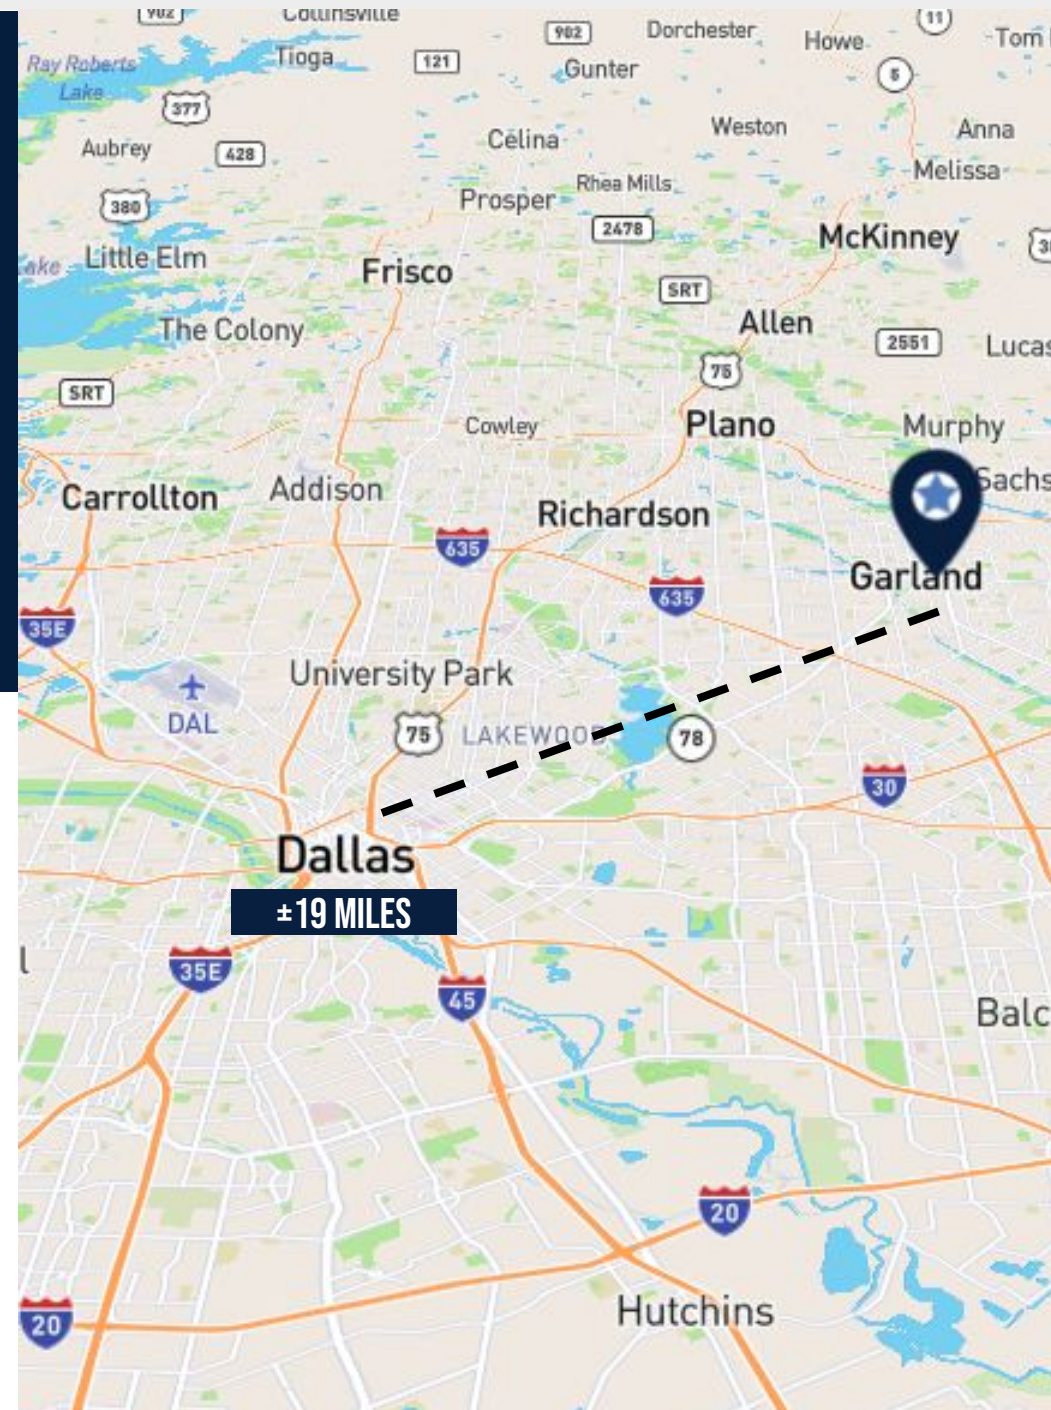 902
Collinsville
902
Dorchester
Howe
11
Tom
Ray Roberts
Lake
Tioga
121
Gunter
5
377
Aubrey
428
Celina
Weston
Anna
Rhea Mills
Melissa
380
Prosper
2478
McKinney
Little Elm
Frisco
SRT
The Colony
Allen
2551
Lucas
75
SRT
Cowley
Plano
Murphy
Carrollton
Addison
Sachs
Richardson
635
Garland
635
35E
University Park
DAL
75
LAKEWOOD
78
30
Dallas
±19 MILES
35E
45
Balc
20
Hutchins
20